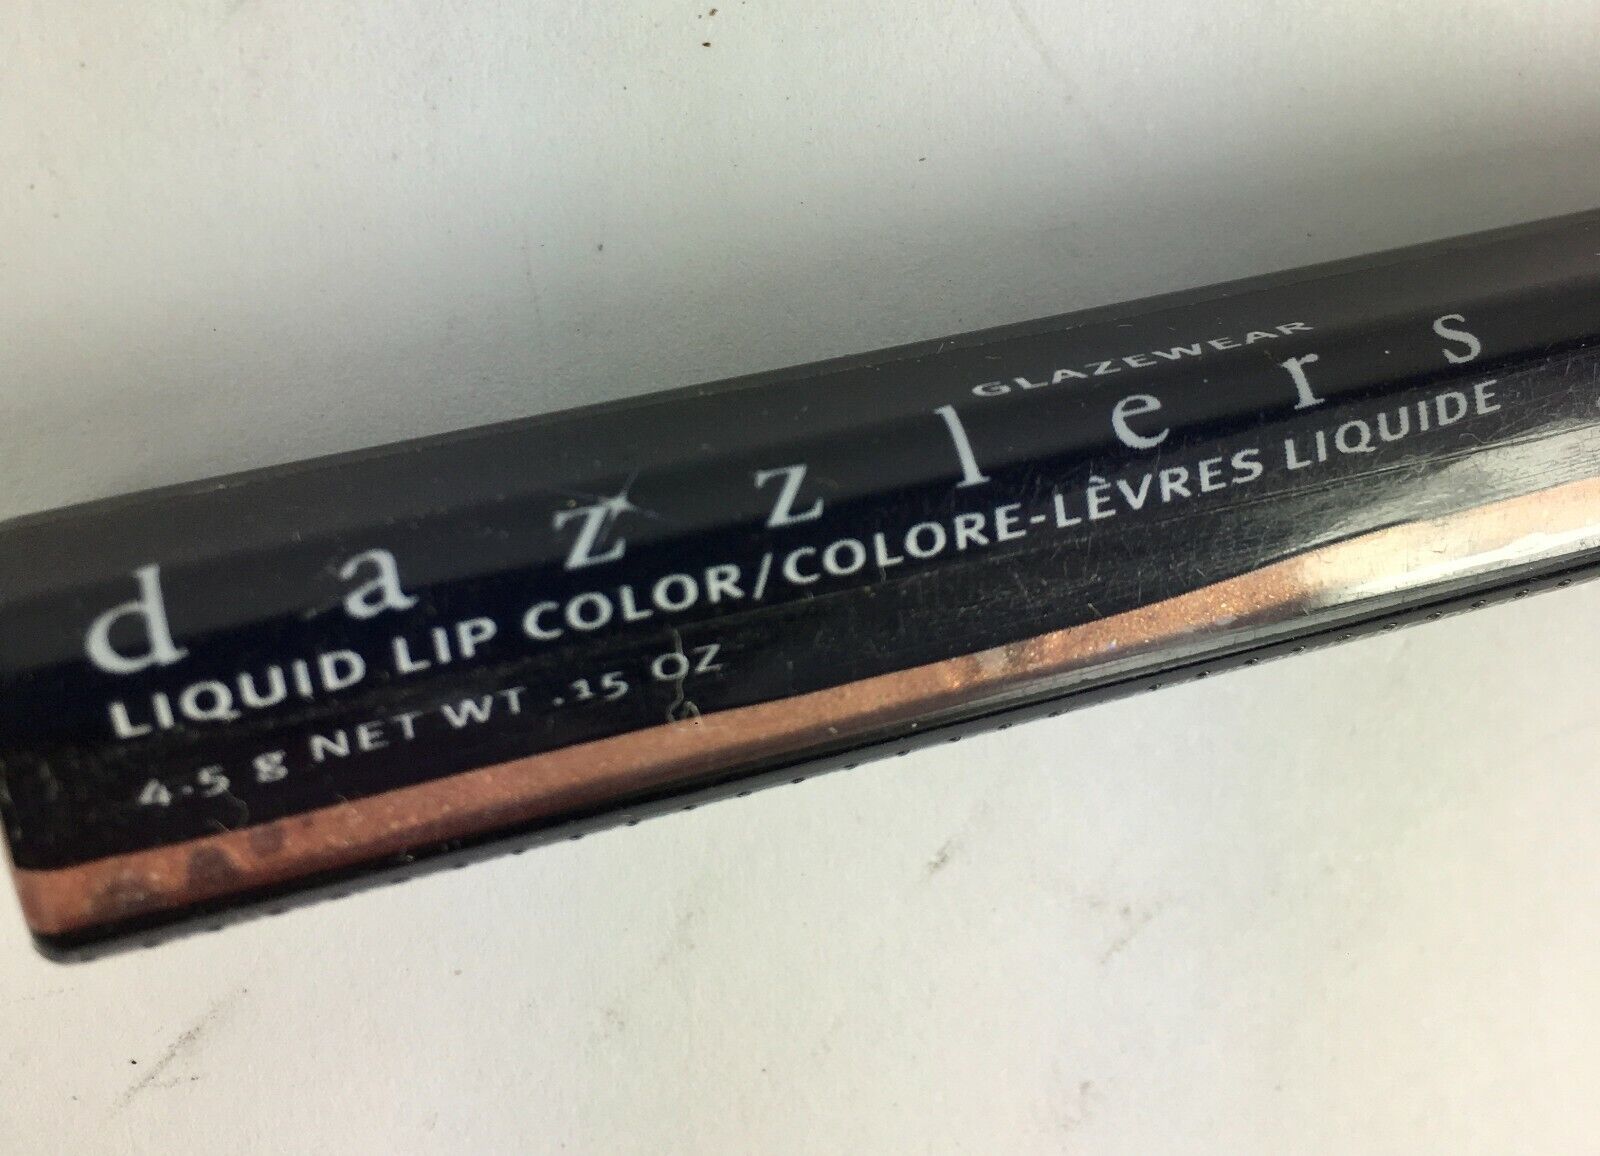 GLAZEWEAR
dazzlers
LIQUID LIP COLOR/COLORE-LÈVRES LIQUIDE
4.5 g NET WT .15 OZ